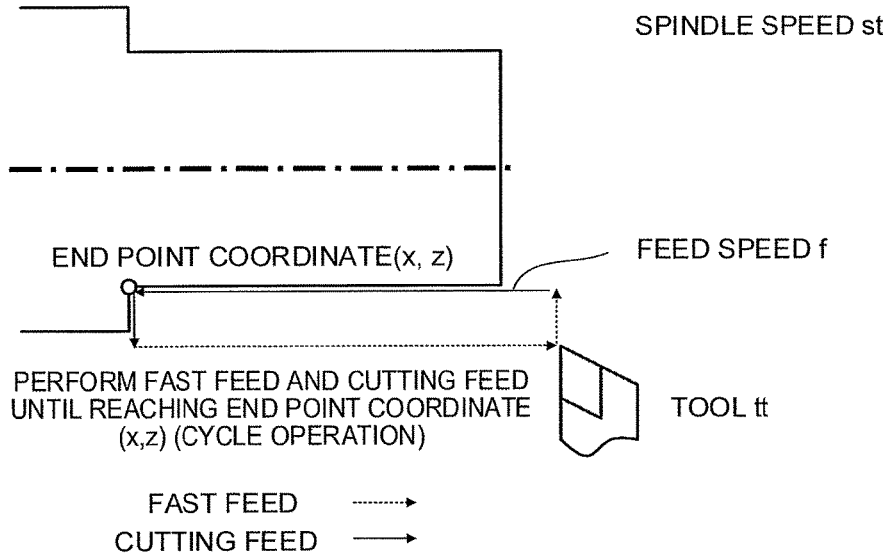 SPINDLE SPEED st
END POINT COORDINATE(x, z)
FEED SPEED f
PERFORM FAST FEED AND CUTTING FEED
UNTIL REACHING END POINT COORDINATE
(x,z) (CYCLE OPERATION)
TOOL tt
FAST FEED
CUTTING FEED